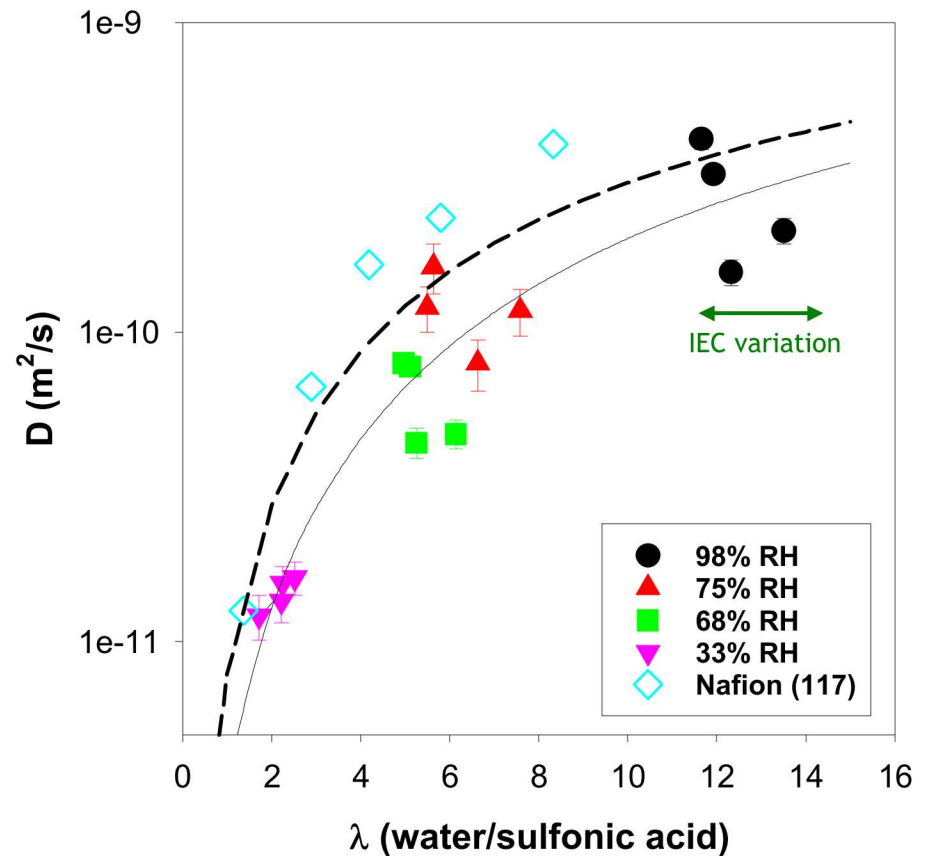 1e-9
1e-10
1e-11
D (m²/s)
0 2 4 6 8 10 12 14 16
λ (water/sulfonic acid)
IEC variation
98% RH
75% RH
68% RH
33% RH
Nafion (117)